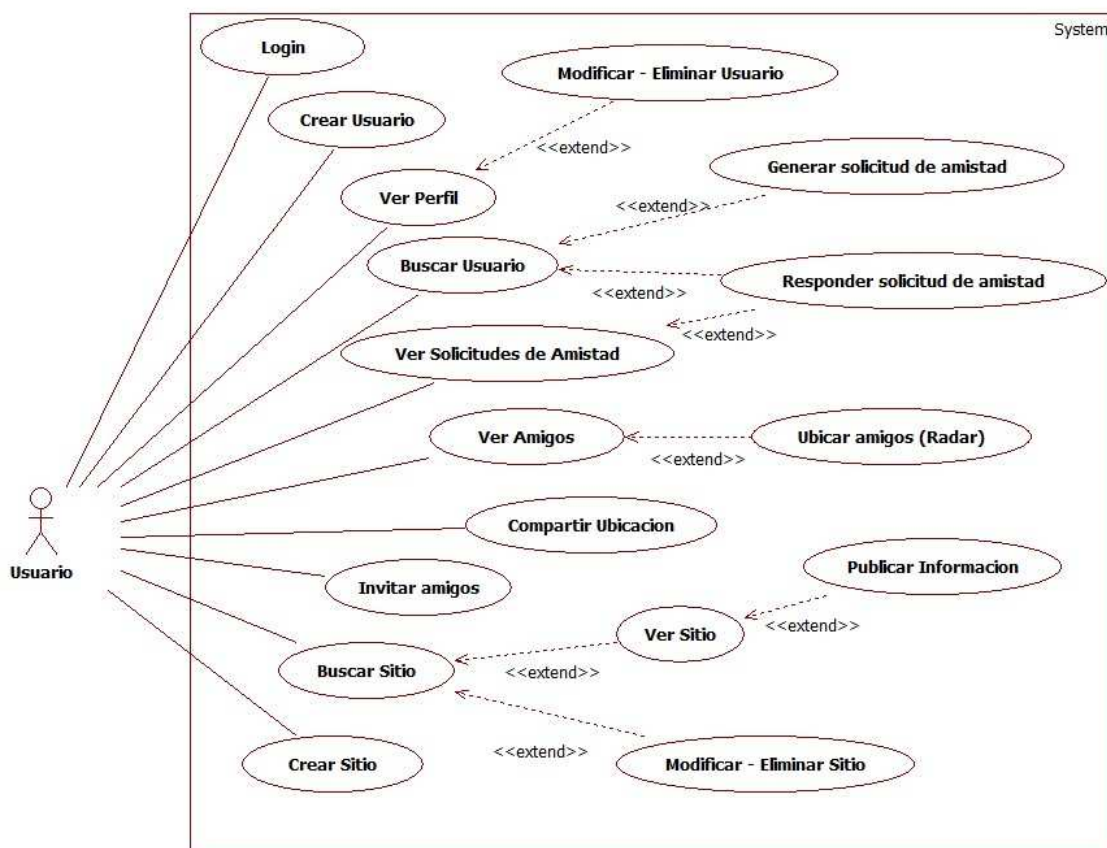 System
Login
Modificar - Eliminar Usuario
Crear Usuario
<<extend>>
Generar solicitud de amistad
Ver Perfil
<<extend>>
Buscar Usuario
Responder solicitud de amistad
<<extend>>
<<extend>>
Ver Solicitudes de Amistad
Ver Amigos
Ubicar amigos (Radar)
<<extend>>
Compartir Ubicacion
Usuario
Publicar Informacion
Invitar amigos
<<extend>>
Ver Sitio
Buscar Sitio
<<extend>>
<<extend>>
Crear Sitio
Modificar - Eliminar Sitio